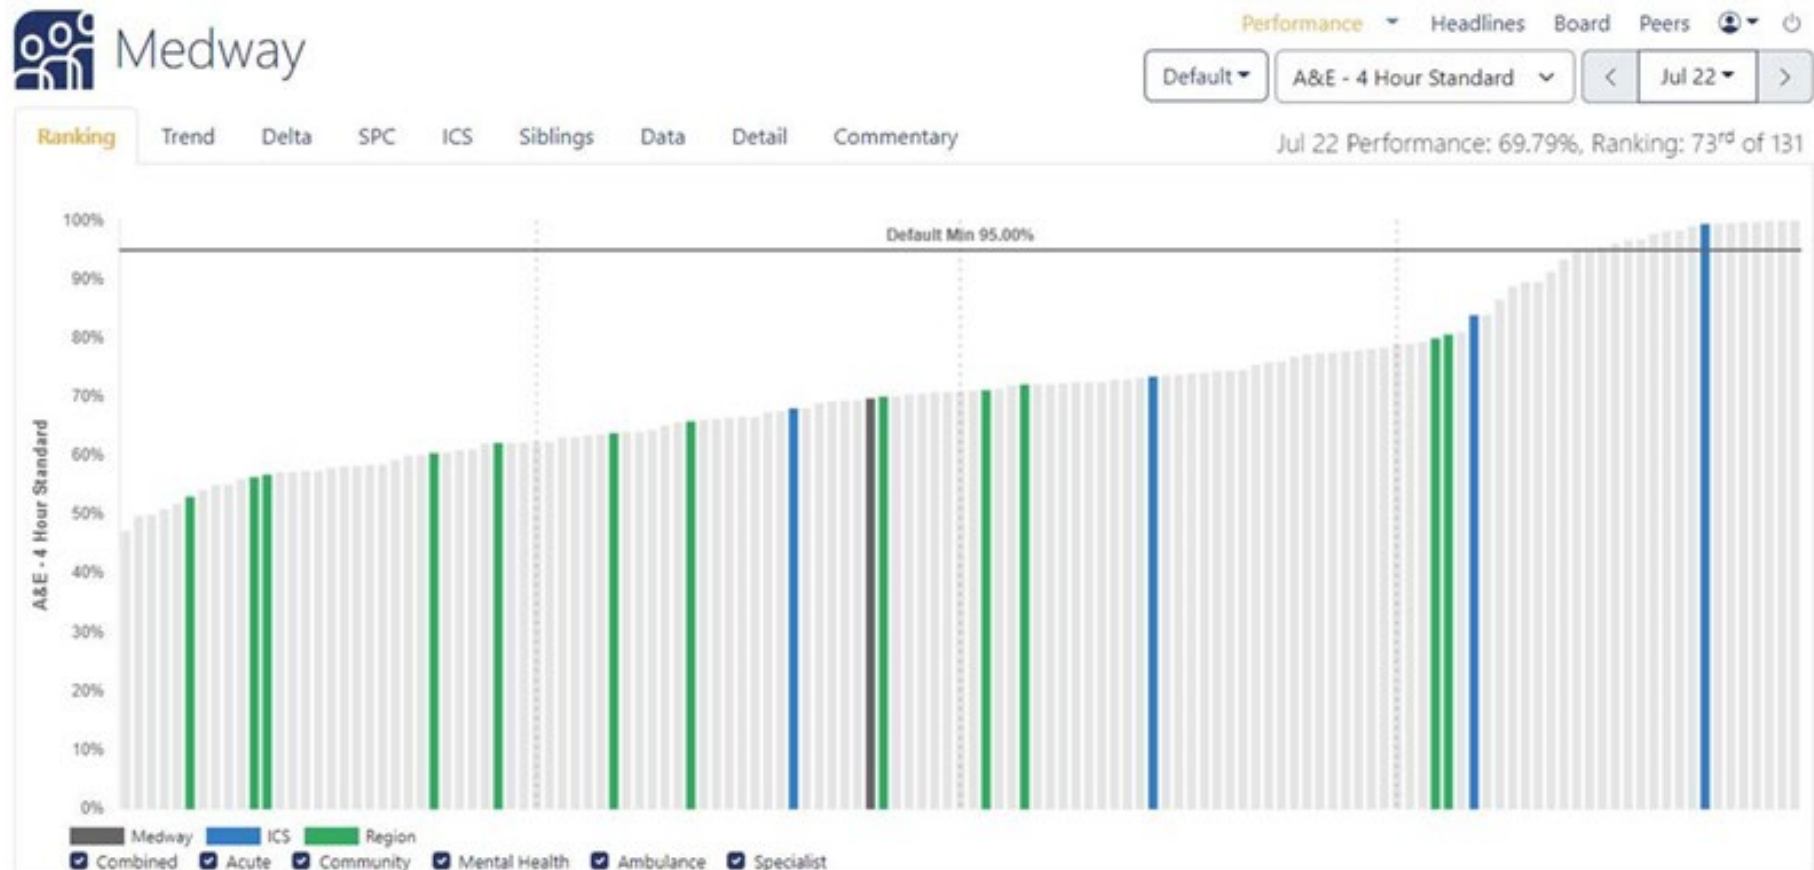 Medway
Performance Headlines Board Peers
Default A&E - 4 Hour Standard Jul 22
Ranking Trend Delta SPC ICS Siblings Data Detail Commentary
Jul 22 Performance: 69.79%, Ranking: 73rd of 131
A&E - 4 Hour Standard
100%
90%
80%
70%
60%
50%
40%
30%
20%
10%
0%
Default Min 95.00%
Medway ICS Region
Combined Acute Community Mental Health Ambulance Specialist